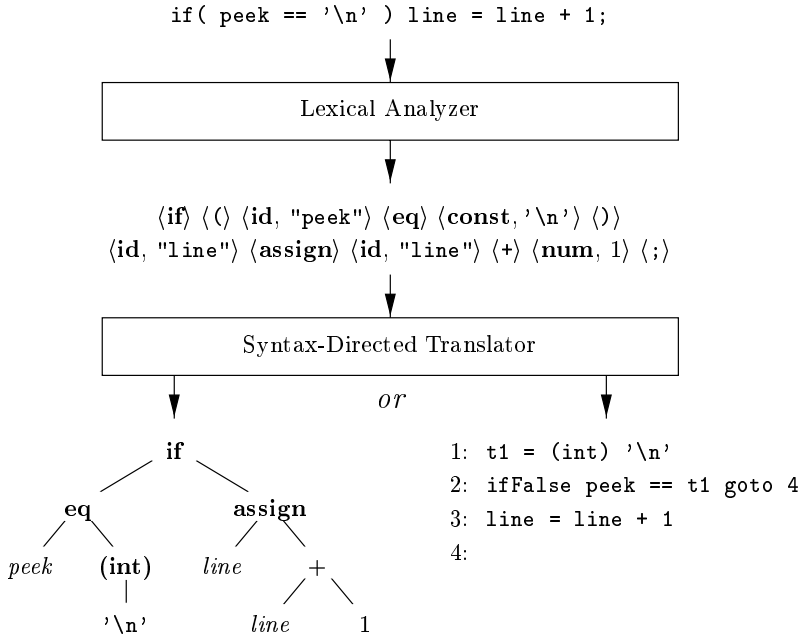 if( peek == '\n' ) line = line + 1;
Lexical Analyzer
⟨if⟩ ⟨(⟩ ⟨id, "peek"⟩ ⟨eq⟩ ⟨const, '\n'⟩ ⟨)⟩
⟨id, "line"⟩ ⟨assign⟩ ⟨id, "line"⟩ ⟨+⟩ ⟨num, 1⟩ ⟨;⟩
Syntax-Directed Translator
or
if
eq assign
peek (int) line +
'\n' line 1
1: t1 = (int) '\n'
2: ifFalse peek == t1 goto 4
3: line = line + 1
4: